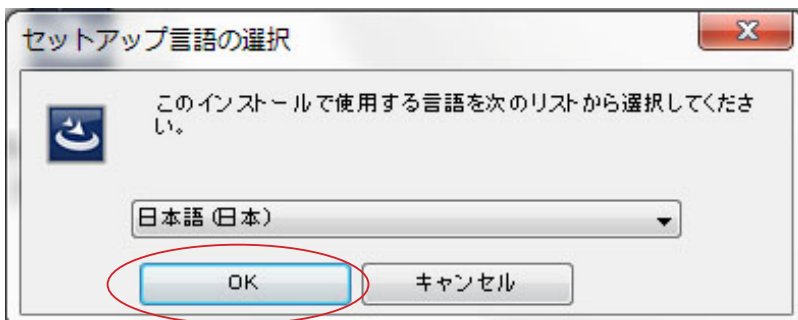 セットアップ言語の選択
このインストールで使用する言語を次のリストから選択してくださ
い。
日本語 (日本)
OK キャンセル